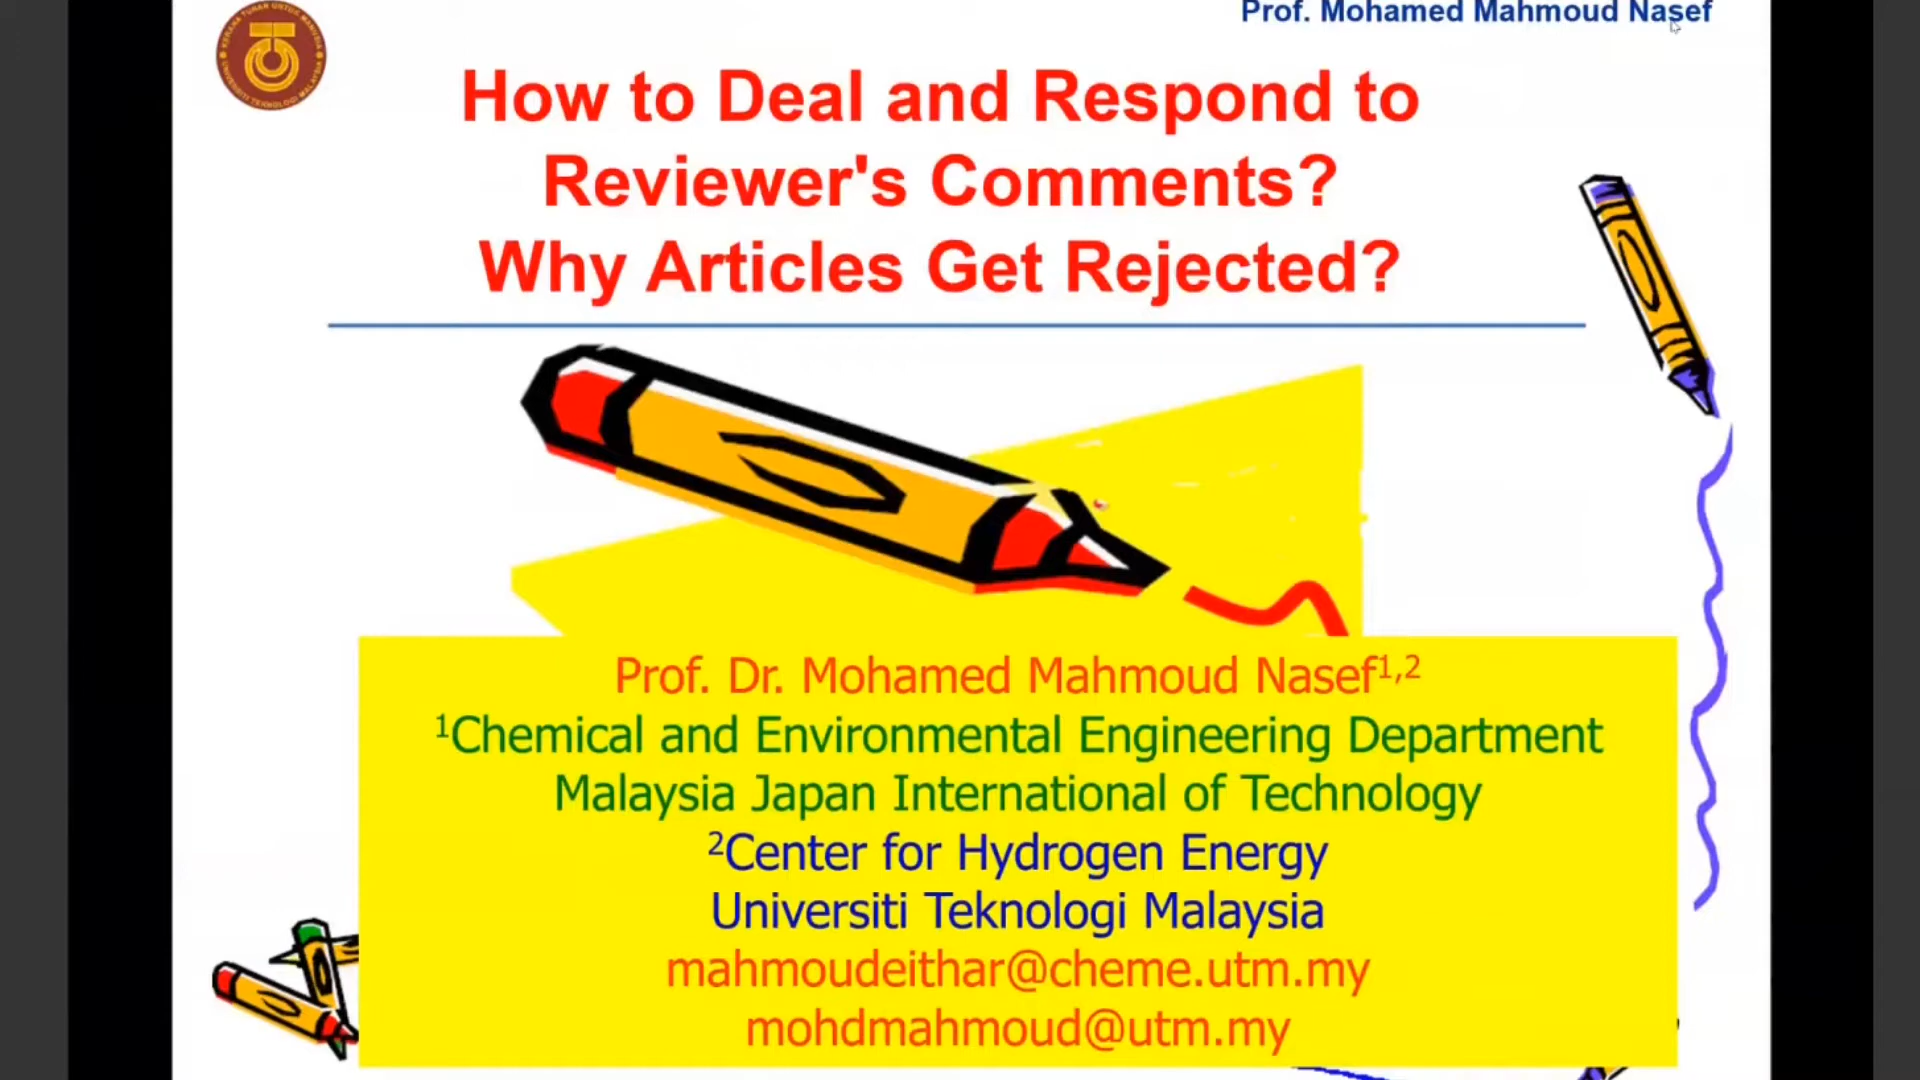 Prof. Mohamed Mahmoud Nasef
How to Deal and Respond to
Reviewer's Comments?
Why Articles Get Rejected?
Prof. Dr. Mohamed Mahmoud Nasef1,2
1Chemical and Environmental Engineering Department
Malaysia Japan International of Technology
2Center for Hydrogen Energy
Universiti Teknologi Malaysia
mahmoudeithar@cheme.utm.my
mohdmahmoud@utm.my